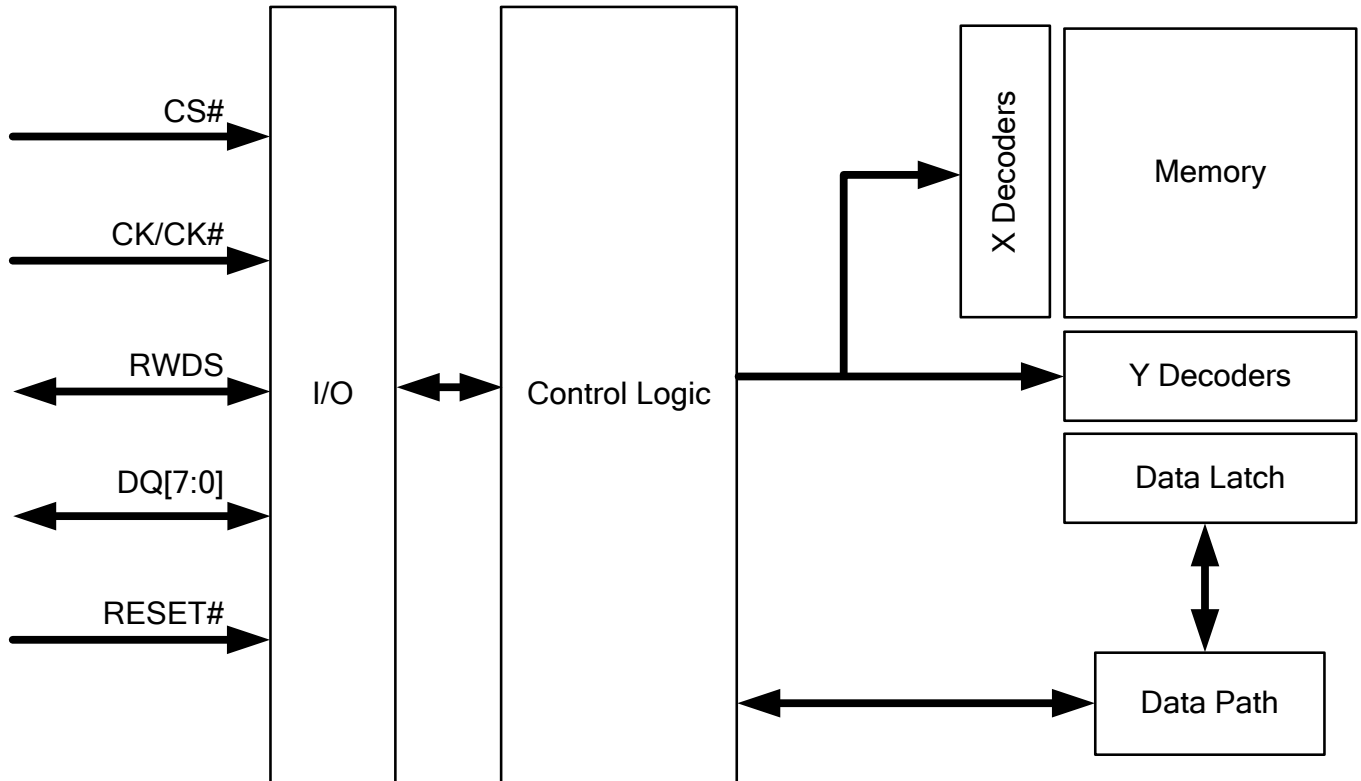 CS#
CK/CK#
RWDS
DQ[7:0]
RESET#
I/O
Control Logic
X Decoders
Memory
Y Decoders
Data Latch
Data Path